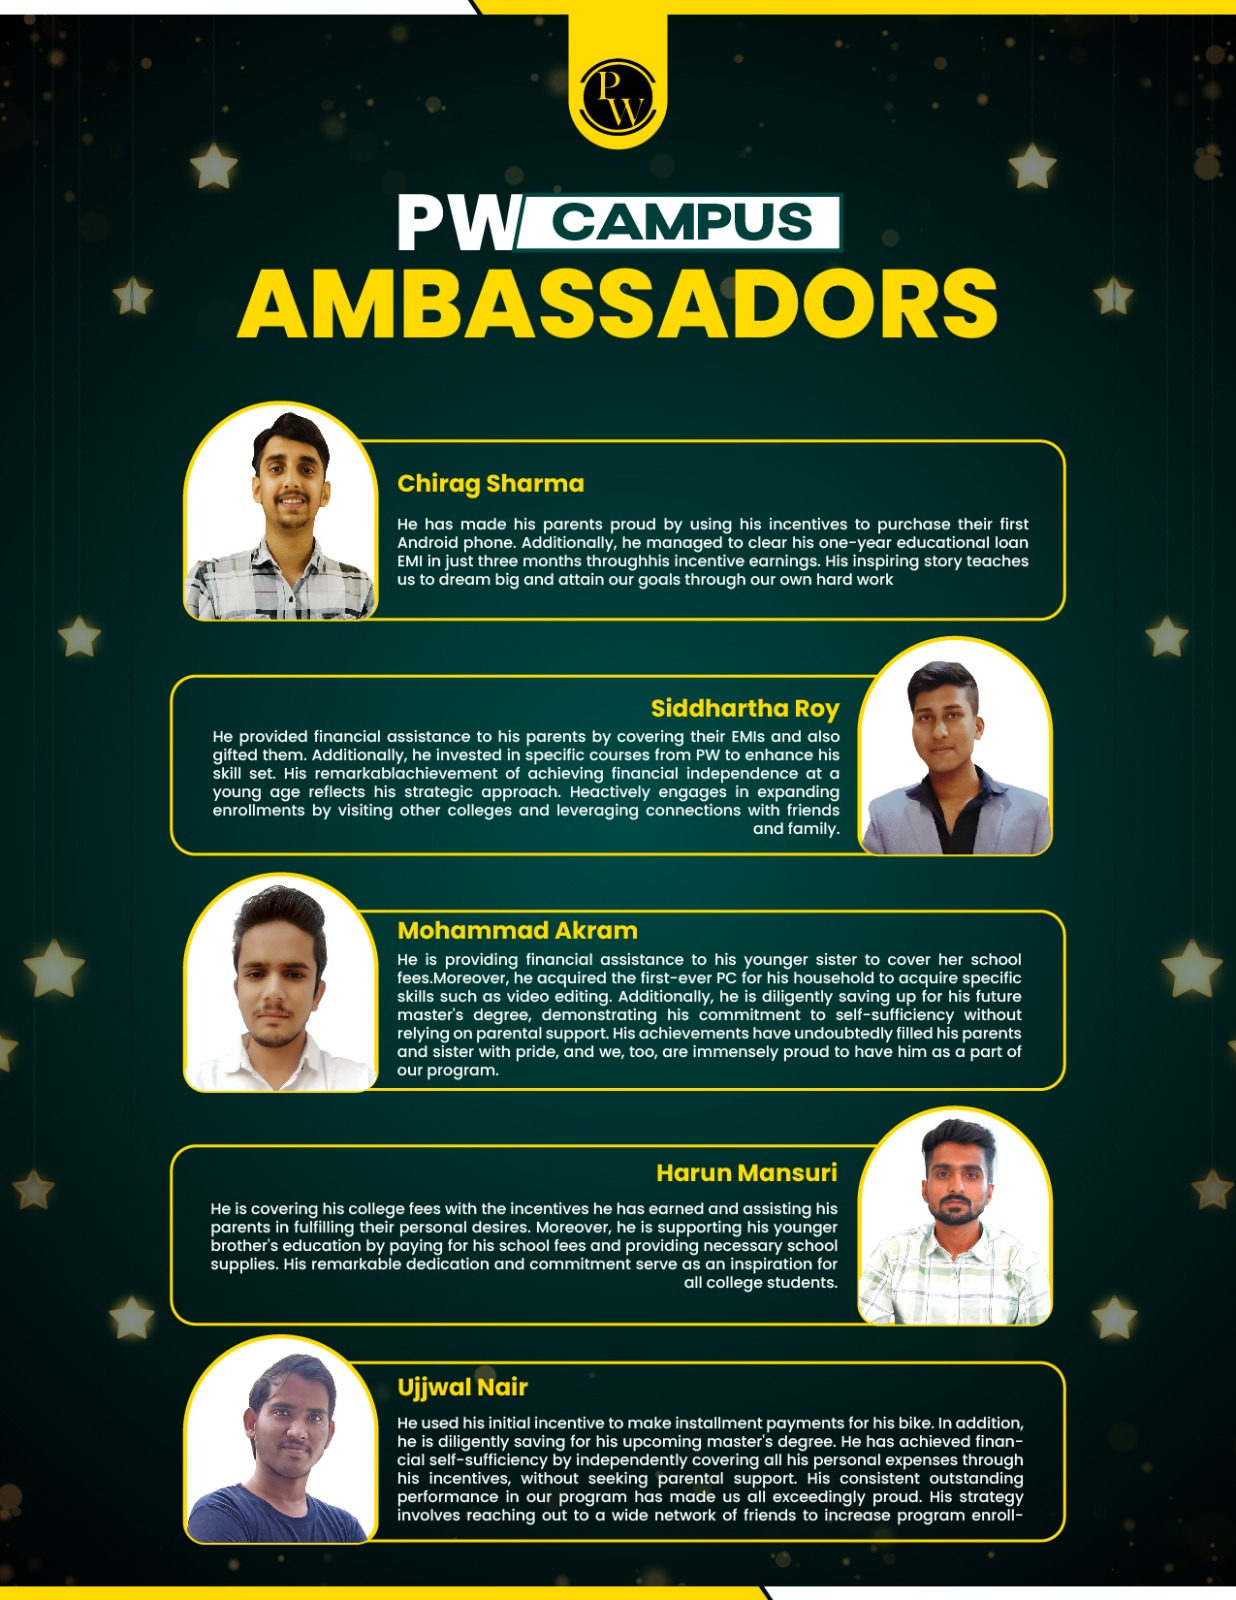 PW
PW CAMPUS
AMBASSADORS
Chirag Sharma
He has made his parents proud by using his incentives to purchase their first
Android phone. Additionally, he managed to clear his one-year educational loan
EMI in just three months throughhis incentive earnings. His inspiring story teaches
us to dream big and attain our goals through our own hard work
Siddhartha Roy
He provided financial assistance to his parents by covering their EMIs and also
gifted them. Additionally, he invested in specific courses from PW to enhance his
skill set. His remarkablachievement of achieving financial independence at a
young age reflects his strategic approach. Heactively engages in expanding
enrollments by visiting other colleges and leveraging connections with friends
and family.
Mohammad Akram
He is providing financial assistance to his younger sister to cover her school
fees.Moreover, he acquired the first-ever PC for his household to acquire specific
skills such as video editing. Additionally, he is diligently saving up for his future
master's degree, demonstrating his commitment to self-sufficiency without
relying on parental support. His achievements have undoubtedly filled his parents
and sister with pride, and we, too, are immensely proud to have him as a part of
our program.
Harun Mansuri
He is covering his college fees with the incentives he has earned and assisting his
parents in fulfilling their personal desires. Moreover, he is supporting his younger
brother's education by paying for his school fees and providing necessary school
supplies. His remarkable dedication and commitment serve as an inspiration for
all college students.
Ujjwal Nair
He used his initial incentive to make installment payments for his bike. In addition,
he is diligently saving for his upcoming master's degree. He has achieved finan-
cial self-sufficiency by independently covering all his personal expenses through
his incentives, without seeking parental support. His consistent outstanding
performance in our program has made us all exceedingly proud. His strategy
involves reaching out to a wide network of friends to increase program enroll-